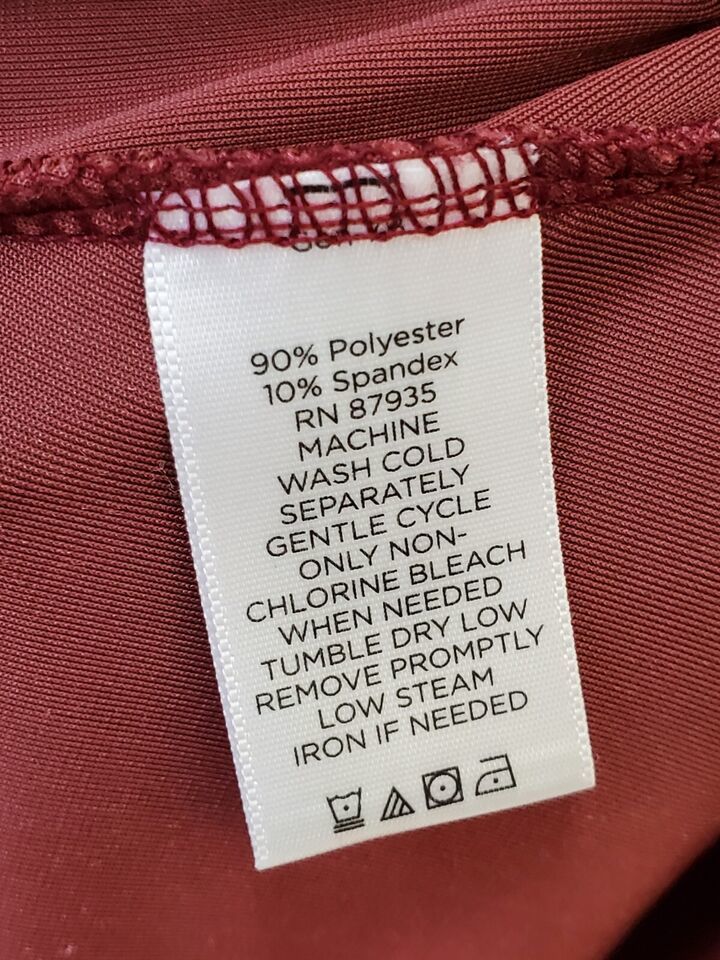 90% Polyester
10% Spandex
RN 87935
MACHINE
WASH COLD
SEPARATELY
GENTLE CYCLE
ONLY NON-
CHLORINE BLEACH
WHEN NEEDED
TUMBLE DRY LOW
REMOVE PROMPTLY
LOW STEAM
IRON IF NEEDED